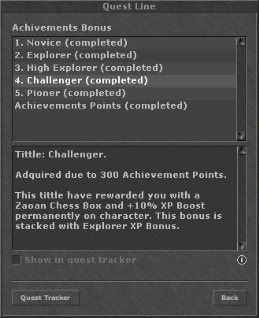 Quest Line
Achivements Bonus
1. Novice (completed)
2. Explorer (completed)
3. High Explorer (completed)
4. Challenger (completed)
5. Pioner (completed)
Achievements Points (completed)
Tittle: Challenger.
Adquired due to 300 Achievement Points.
This tittle have rewarded you with a
Zaoan Chess Box and +10% XP Boost
permanently on character. This bonus is
stacked with Explorer XP Bonus.
Show in quest tracker
Quest Tracker
Back